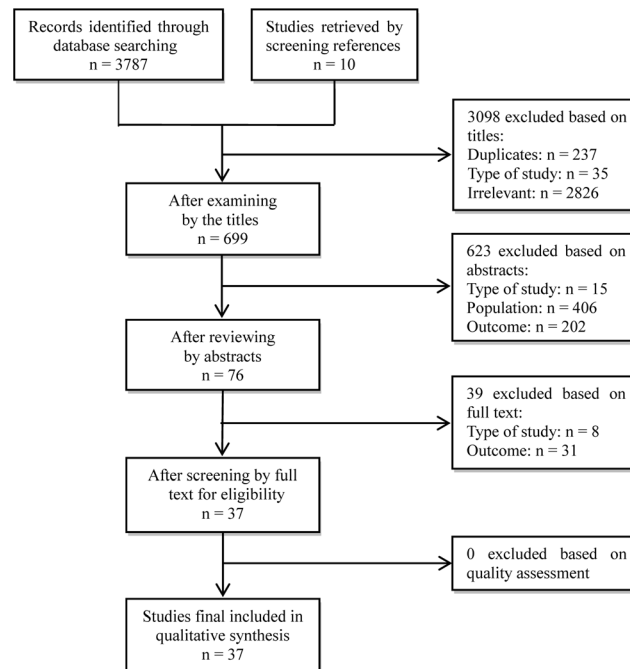 Records identified through
database searching
n = 3787
Studies retrieved by
screening references
n = 10
3098 excluded based on
titles:
Duplicates: n = 237
Type of study: n = 35
Irrelevant: n = 2826
After examining
by the titles
n = 699
623 excluded based on
abstracts:
Type of study: n = 15
Population: n = 406
Outcome: n = 202
After reviewing
by abstracts
n = 76
39 excluded based on
full text:
Type of study: n = 8
Outcome: n = 31
After screening by full
text for eligibility
n = 37
0 excluded based on
quality assessment
Studies final included in
qualitative synthesis
n = 37